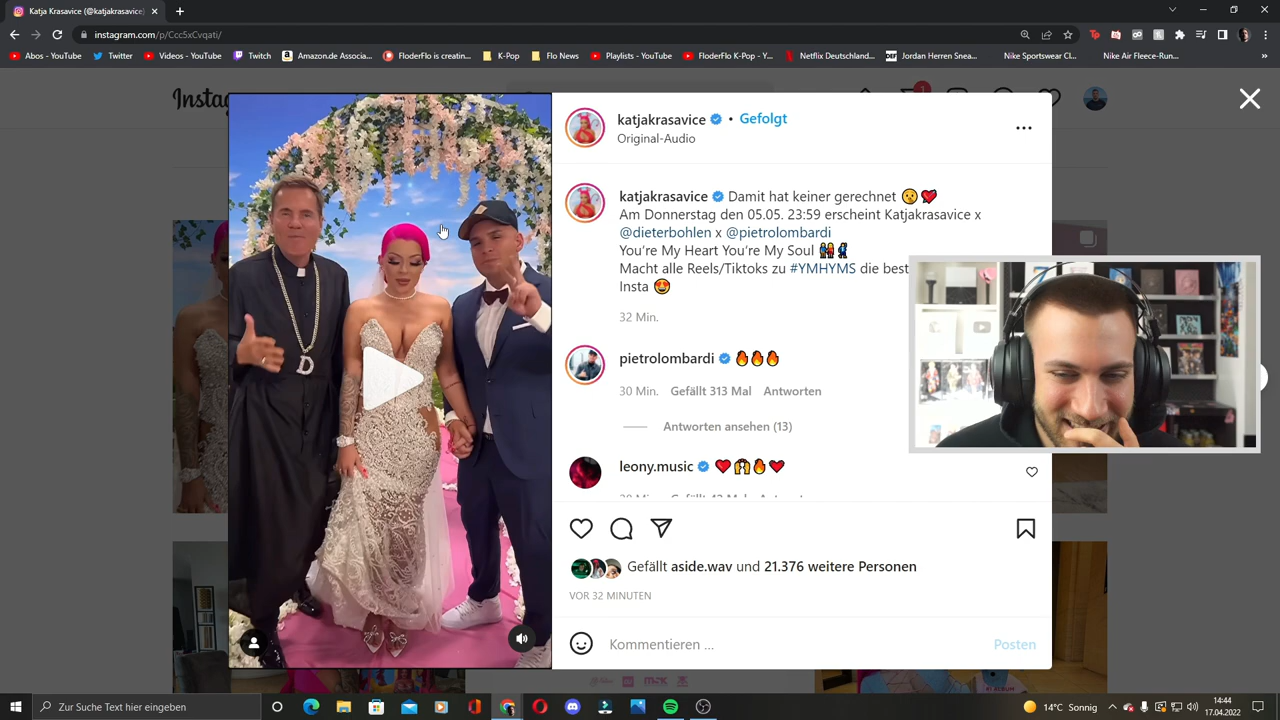 Katja Krasavice (@katjakrasavic
instagram.com/p/Ccc5xCvqati/
Abos - YouTube
Twitter
Videos - YouTube
Twitch
Amazon.de Associa...
FloderFlo is creatin...
K-Pop
Flo News
Playlists - YouTube
FloderFlo K-Pop - Y...
Netflix Deutschland...
Jordan Herren Snea...
Nike Sportswear C...
Nike Air Fleece-Run...
Insta
1
katjakrasavice • Gefolgt
Original-Audio
katjakrasavice Damit hat keiner gerechnet 🤫💘
Am Donnerstag den 05.05. 23:59 erscheint Katjakrasavice x
@dieterbohlen x @pietrolombardi
You're My Heart You're My Soul
Macht alle Reels/Tiktoks zu #YMHYMS die best
Insta 😍
32 Min.
pietrolombardi 🔥🔥🔥
30 Min. Gefällt 313 Mal Antworten
Antworten ansehen (13)
leony.music ❤️🔥❤️
Gefällt aside.wav und 21.376 weitere Personen
VOR 32 MINUTEN
Kommentieren ...
Posten
D
Zur Suche Text hier eingeben
14°C Sonnig
14:44
17.04.2022